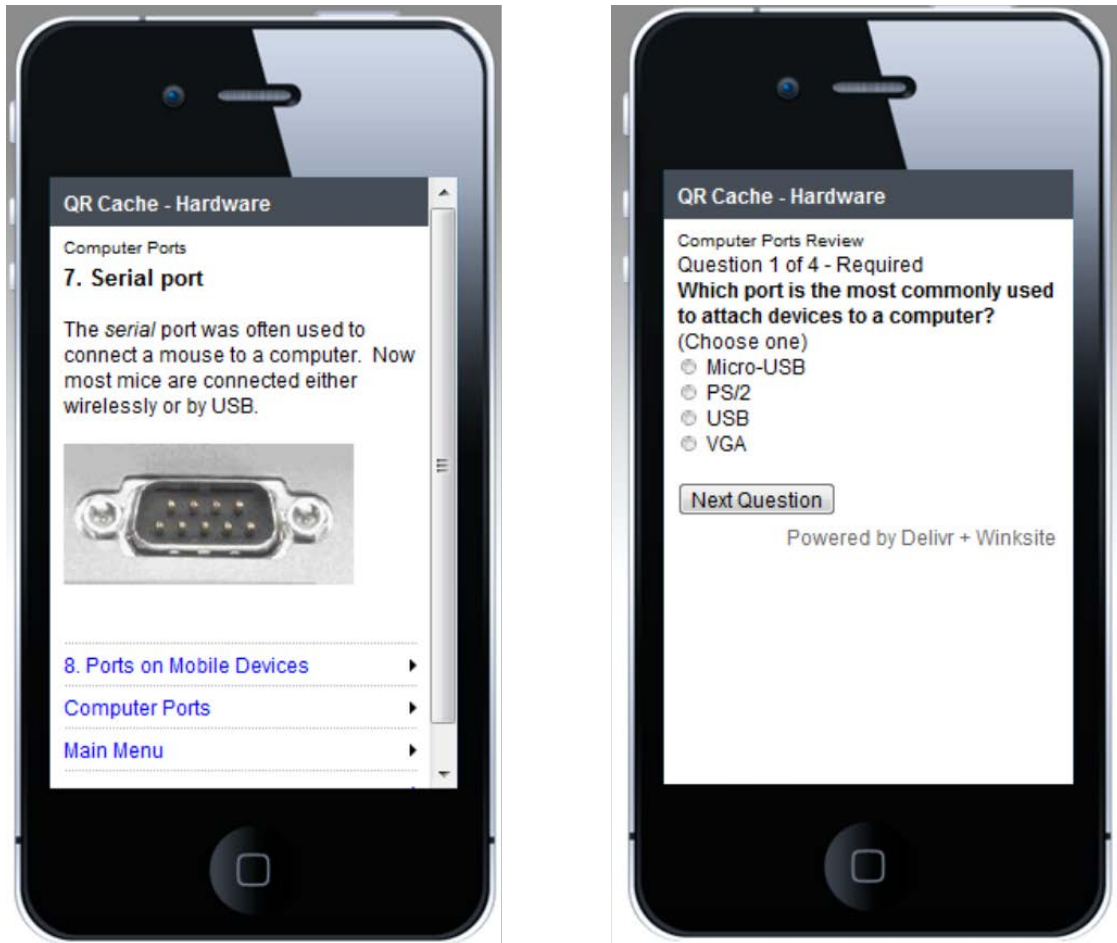 QR Cache - Hardware
Computer Ports
7. Serial port
The serial port was often used to
connect a mouse to a computer. Now
most mice are connected either
wirelessly or by USB.
8. Ports on Mobile Devices
Computer Ports
Main Menu
QR Cache - Hardware
Computer Ports Review
Question 1 of 4 - Required
Which port is the most commonly used
to attach devices to a computer?
(Choose one)
Micro-USB
PS/2
USB
VGA
Next Question
Powered by Delivr + Winksite